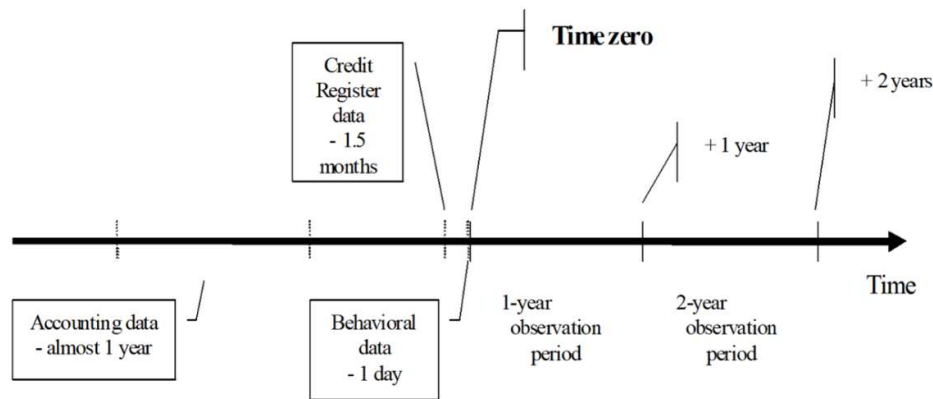 Credit
Register
data
- 1.5
months
Time zero
+ 1 year
+ 2 years
Time
Accounting data
- almost 1 year
Behavioral
data
- 1 day
1-year
observation
period
2-year
observation
period